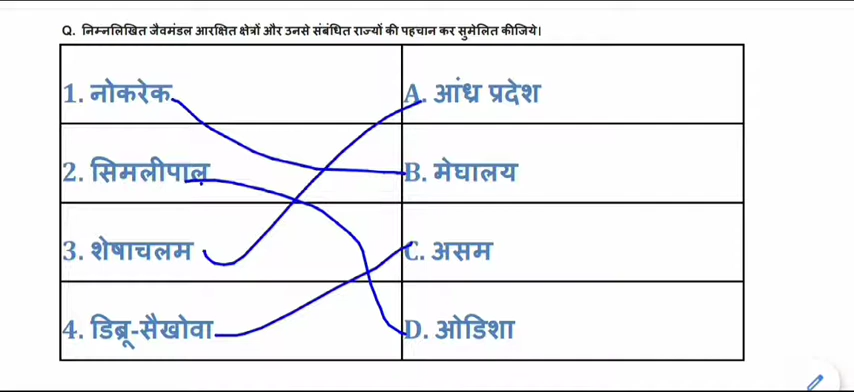 Q. निम्नलिखित जैवमंडल आरक्षित क्षेत्रों और उनसे संबंधित राज्यों की पहचान कर सुमेलित कीजिये।
1. नोकरेक A. आंध्र प्रदेश
2. सिमलीपाल B. मेघालय
3. शेषाचलम C. असम
4. डिब्रू-सैखोवा D. ओडिशा